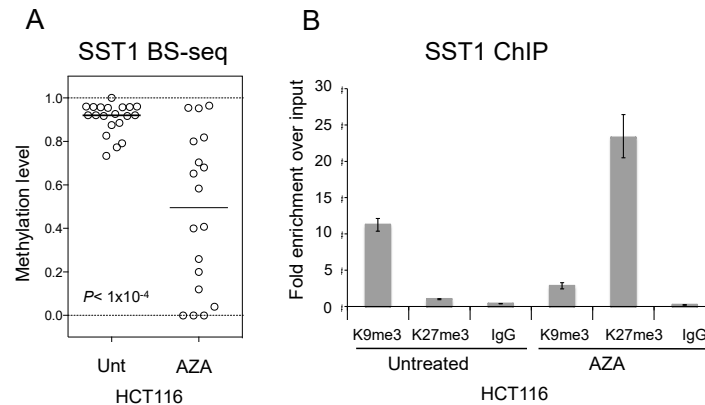 A
SST1 BS-seq
Methylation level
1.0
0.8
0.6
0.4
0.2
0.0
P< 1x10-4
Unt
AZA
HCT116
B
SST1 ChIP
Fold enrichment over input
30
25
20
15
10
5
0
K9me3
K27me3
IgG
K9me3
K27me3
IgG
Untreated
AZA
HCT116